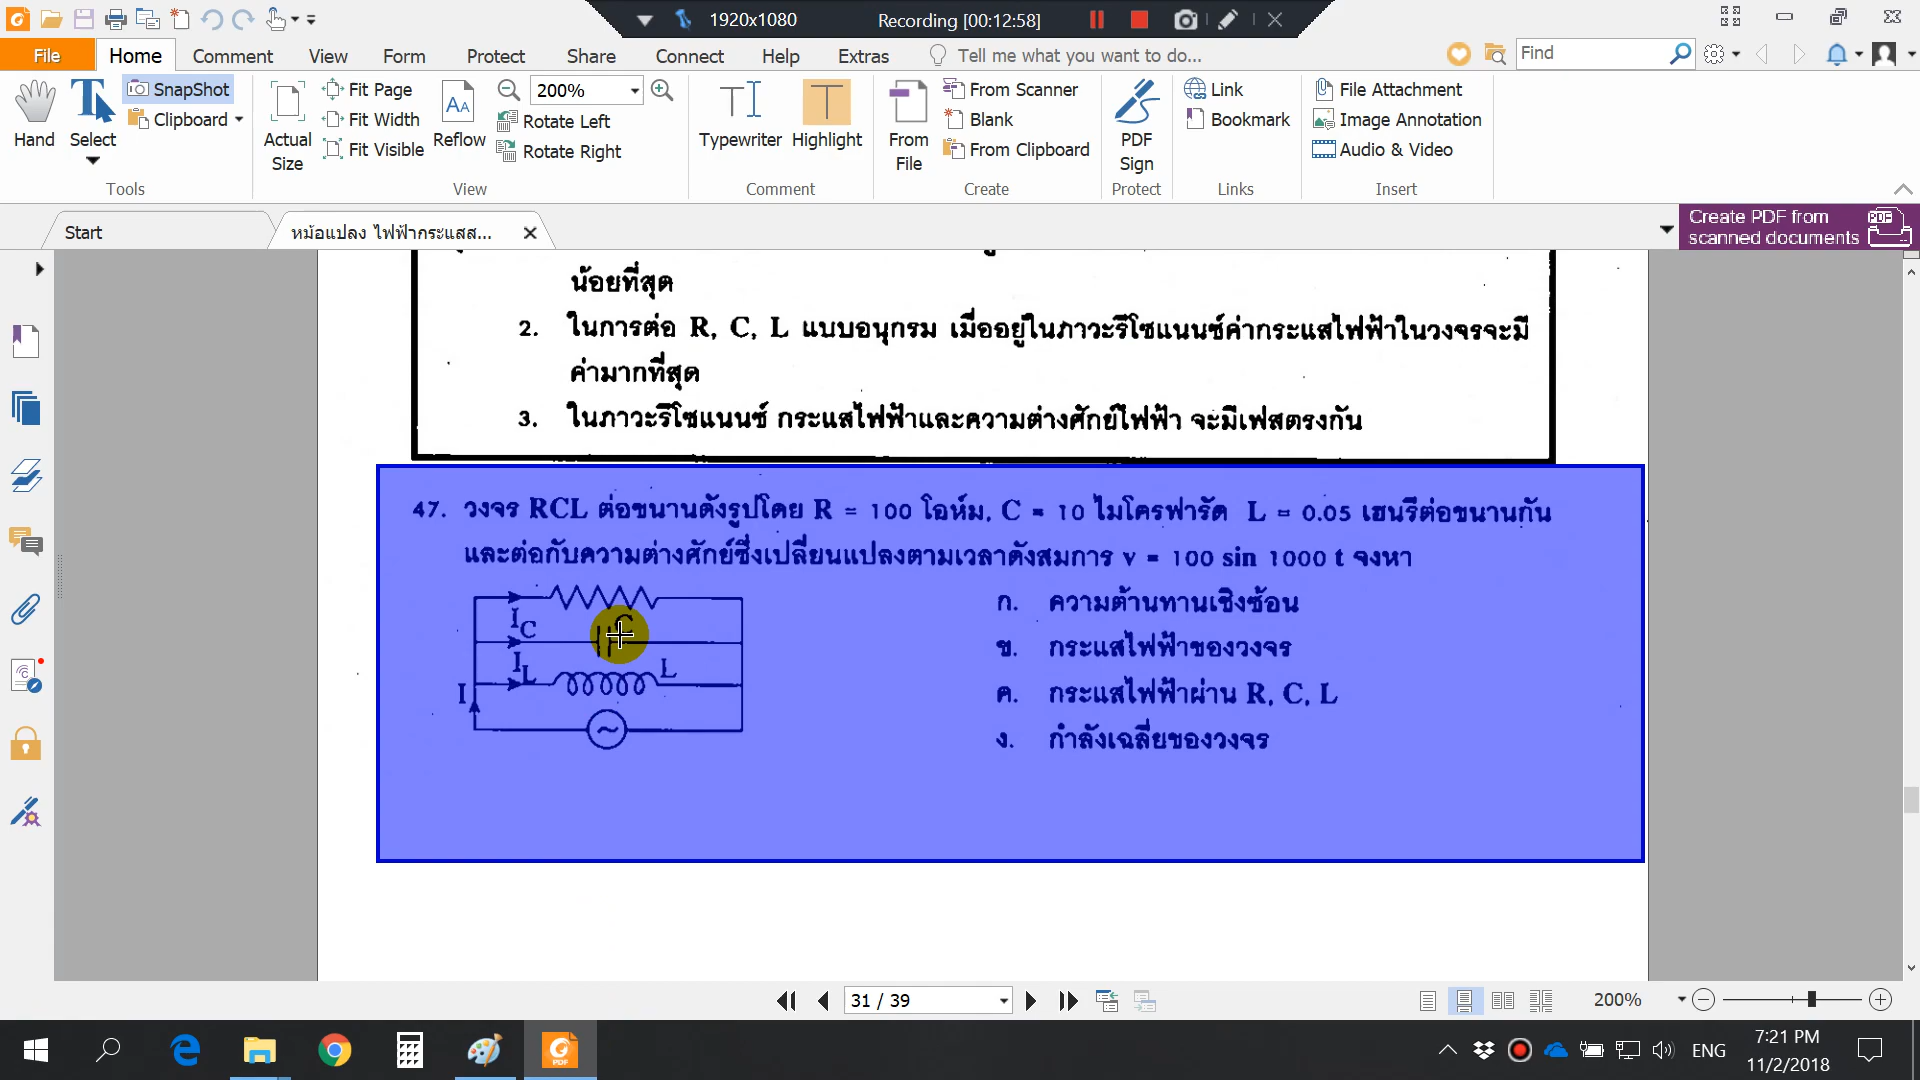 1920x1080
Recording [00:12:58]
File
Home
Comment
View
Form
Protect
Share
Connect
Help
Extras
Tell me what you want to do...
Find
Hand
Select
SnapShot
Clipboard
Tools
Actual Size
Fit Page
Fit Width
Fit Visible
Reflow
200%
Rotate Left
Rotate Right
View
Typewriter
Highlight
Comment
From File
From Scanner
Blank
From Clipboard
Create
PDF Sign
Protect
Link
Bookmark
Links
File Attachment
Image Annotation
Audio & Video
Insert
Start
หม้อแปลง ไฟฟ้ากระแสส...
Create PDF from
scanned documents
PDF
น้อยที่สุด
2. ในการต่อ R, C, L แบบอนุกรม เมื่ออยู่ในภาวะรีโซแนนซ์ค่ากระแสไฟฟ้าในวงจรจะมี
ค่ามากที่สุด
3. ในภาวะรีโซแนนซ์ กระแสไฟฟ้าและความต่างศักย์ไฟฟ้า จะมีเฟสตรงกัน
47. วงจร RCL ต่อขนานดังรูปโดย R = 100 โอห์ม, C = 10 ไมโครฟารัด L = 0.05 เฮนรีต่อขนานกัน
และต่อกับความต่างศักย์ซึ่งเปลี่ยนแปลงตามเวลาดังสมการ v = 100 sin 1000 t จงหา
ก. ความต้านทานเชิงซ้อน
ข. กระแสไฟฟ้าของวงจร
ค. กระแสไฟฟ้าผ่าน R, C, L
ง. กำลังเฉลี่ยของวงจร
I_C
C
I_L
L
I
31 / 39
200%
PDF
ENG
7:21 PM
11/2/2018